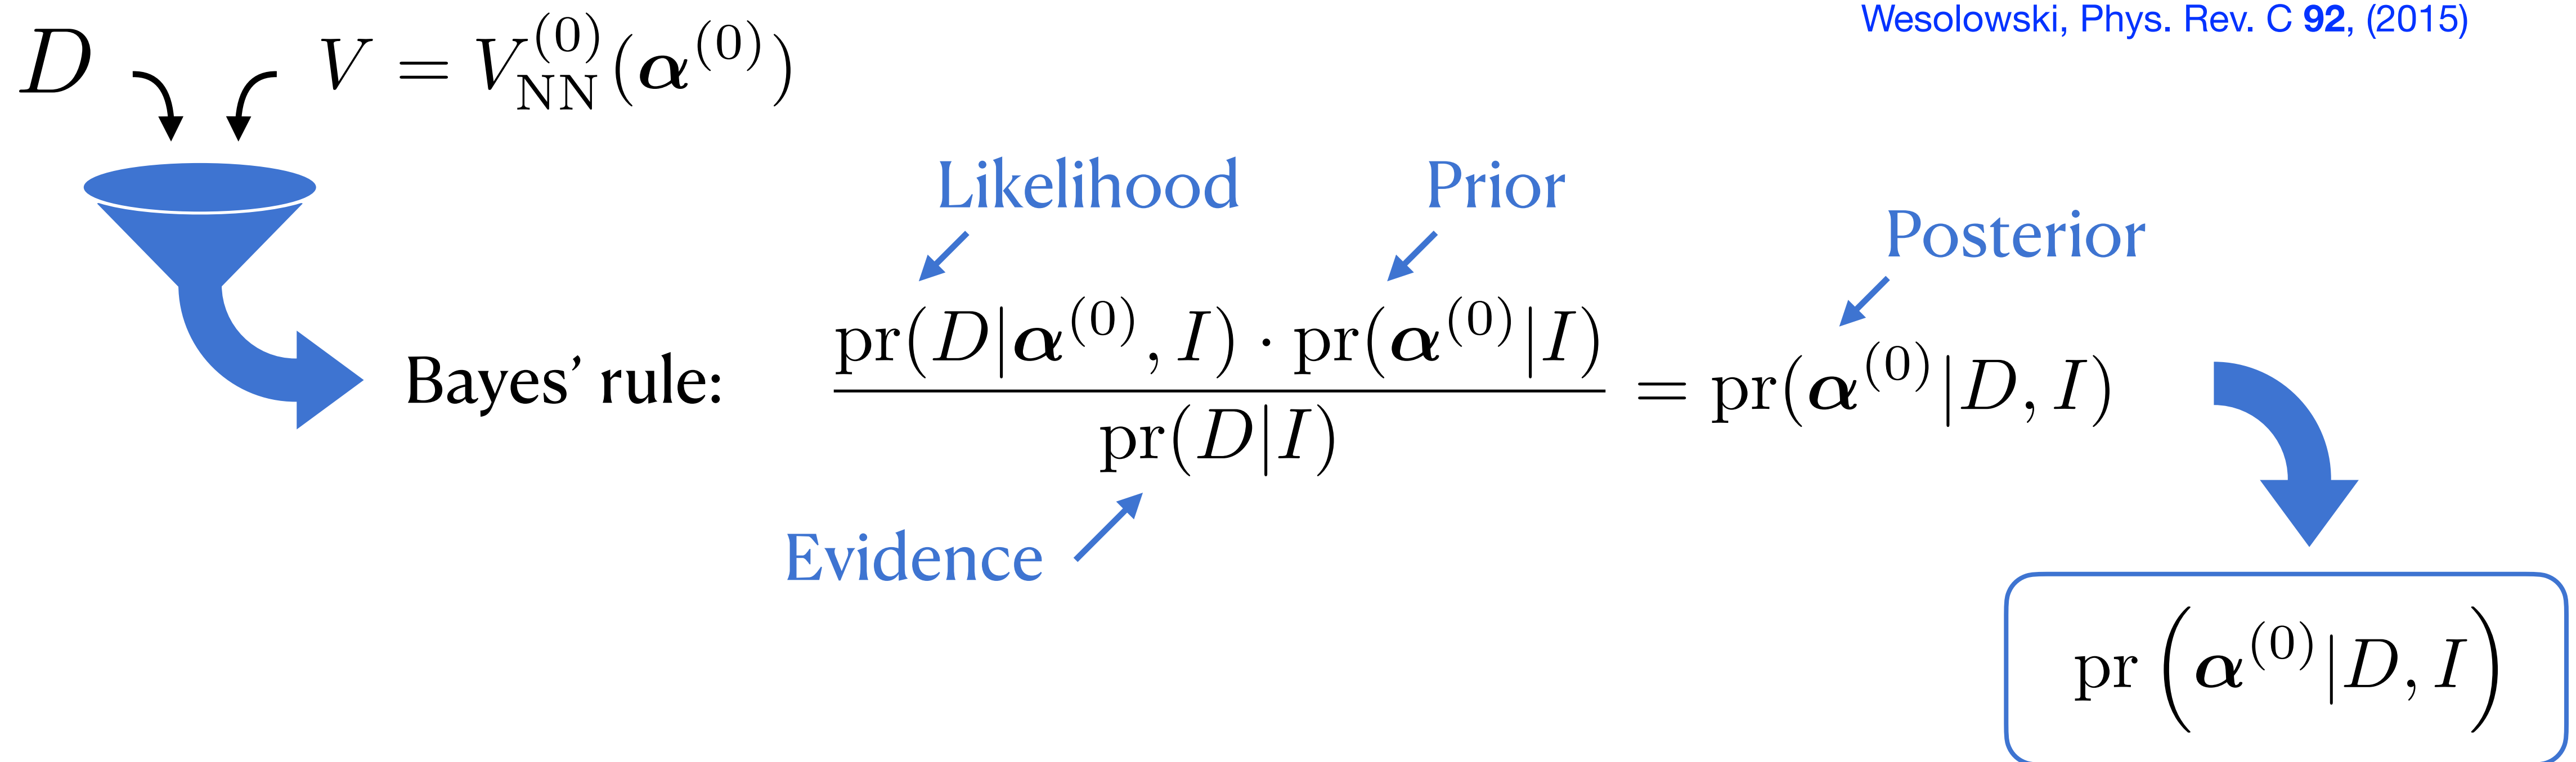 Wesolowski, Phys. Rev. C 92, (2015)
D V = V_NN^(0)(α^(0))
Likelihood Prior
Posterior
Bayes’ rule: pr(D|α^(0), I) · pr(α^(0)|I) / pr(D|I) = pr(α^(0)|D, I)
Evidence
pr (α^(0)|D, I)